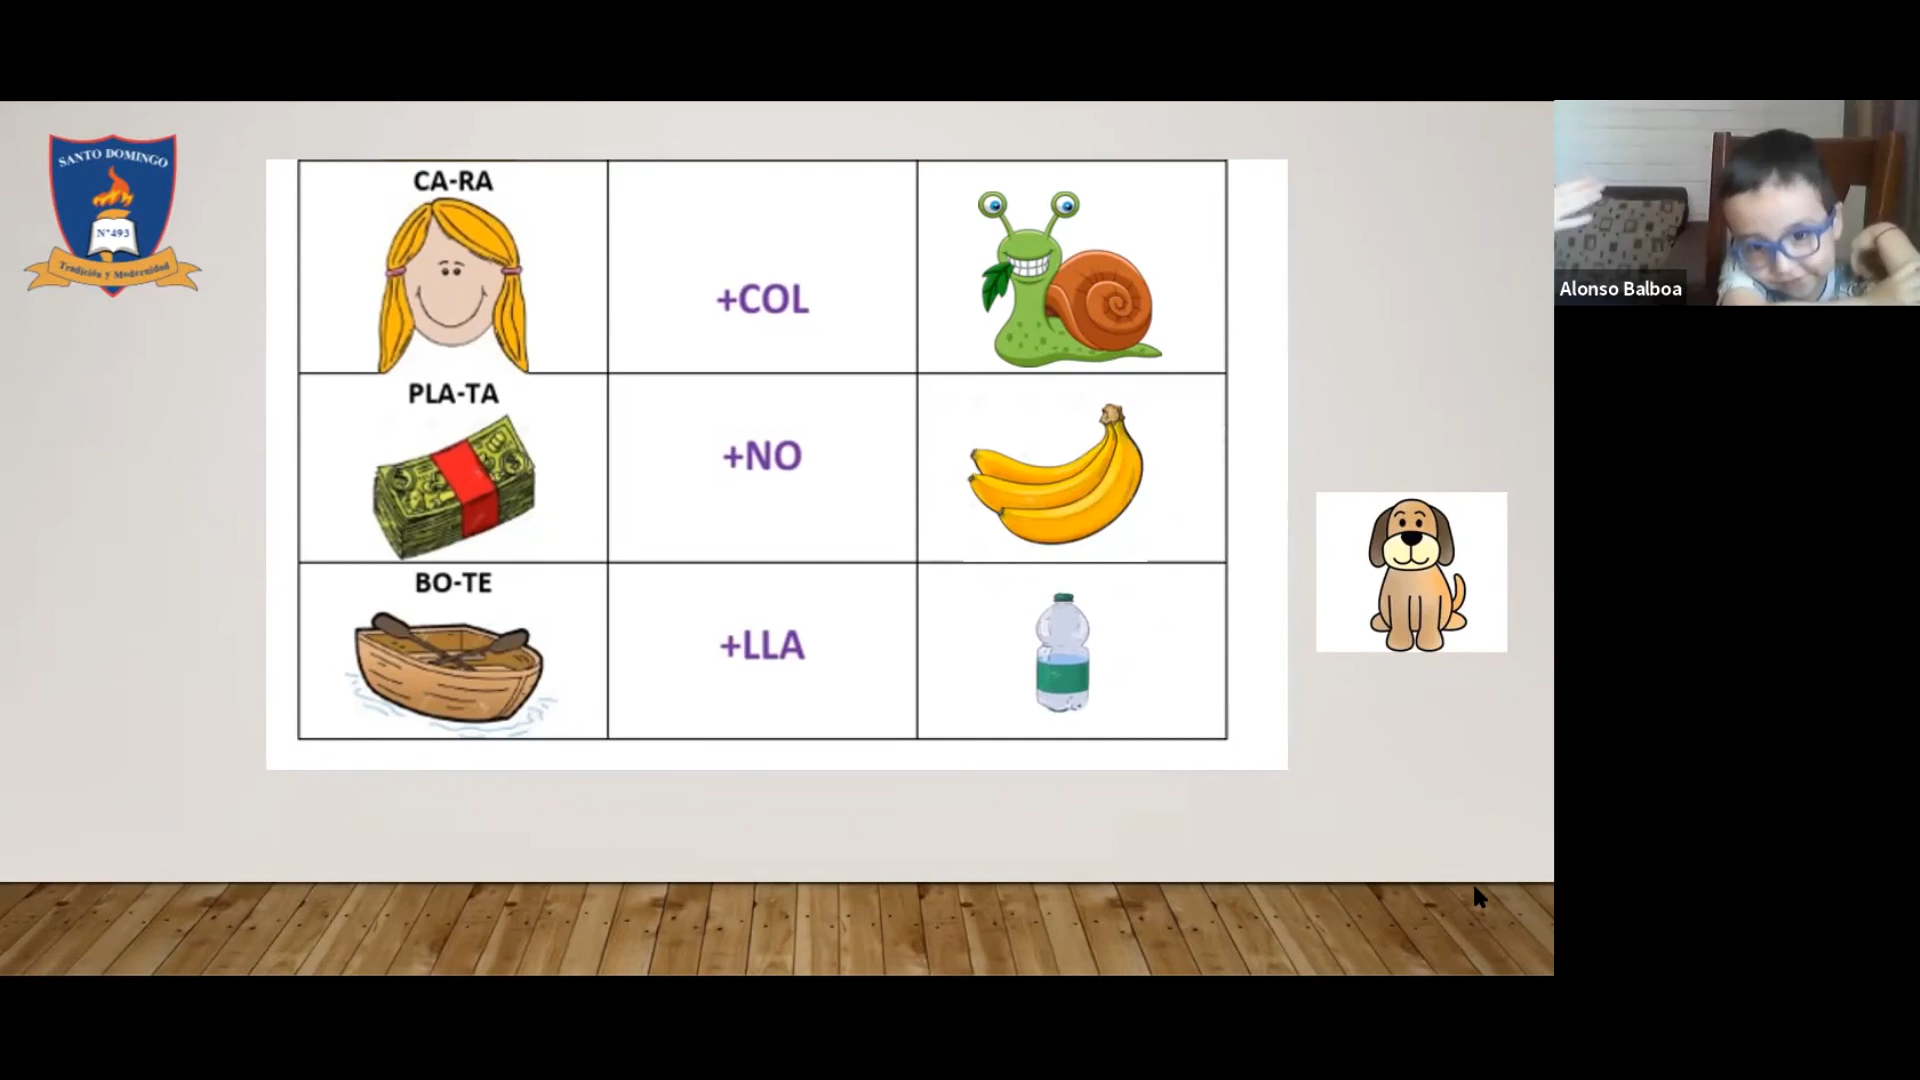 SANTO DOMINGO
N°493
Tradición y Modernidad
CA-RA
+COL
PLA-TA
+NO
BO-TE
+LLA
Alonso Balboa